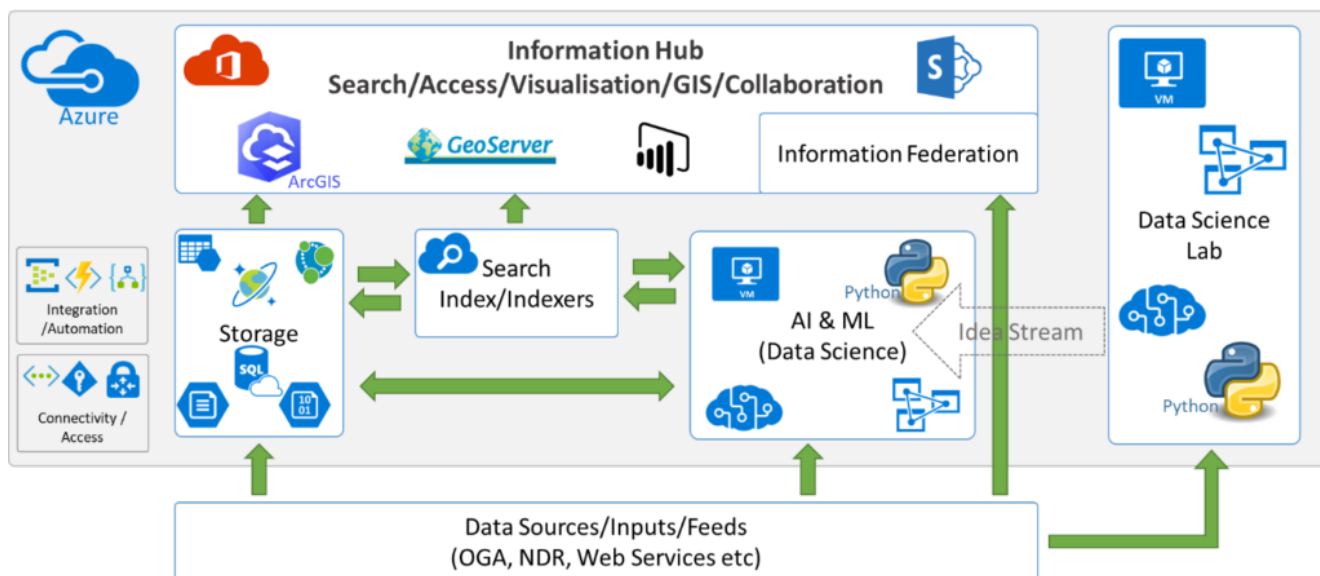 Azure
Information Hub
Search/Access/Visualisation/GIS/Collaboration
S
ArcGIS
GeoServer
Information Federation
VM
Data Science
Lab
Python
Integration
/Automation
Connectivity /
Access
Storage
SQL
10
01
Search
Index/Indexers
VM
Python
AI & ML
(Data Science)
Idea Stream
Data Sources/Inputs/Feeds
(OGA, NDR, Web Services etc)